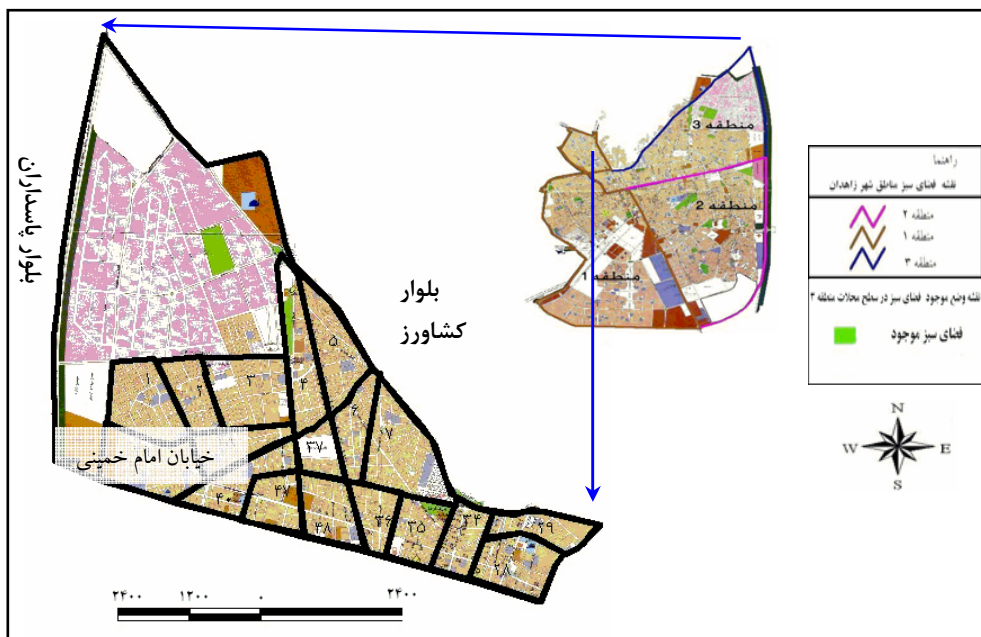 راهنما
نقشه فضای سبز مناطق شهر زاهدان
منطقه ۲
منطقه ۱
منطقه ۳
نقشه وضع موجود فضای سبز در سطح محلات منطقه ۳
فضای سبز موجود
N
W
E
S
منطقه 3
منطقه 2
منطقه 1
بلوار پاسداران
بلوار
کشاورز
خیابان امام خمینی
۱
۲
۳
۴
۵
۶
۷
۳۷
۴۰
۴۷
۴۸
۳۶
۳۵
۳۴
۲۹
۲۸
۲۴۰۰
۱۲۰۰
۰
۲۴۰۰